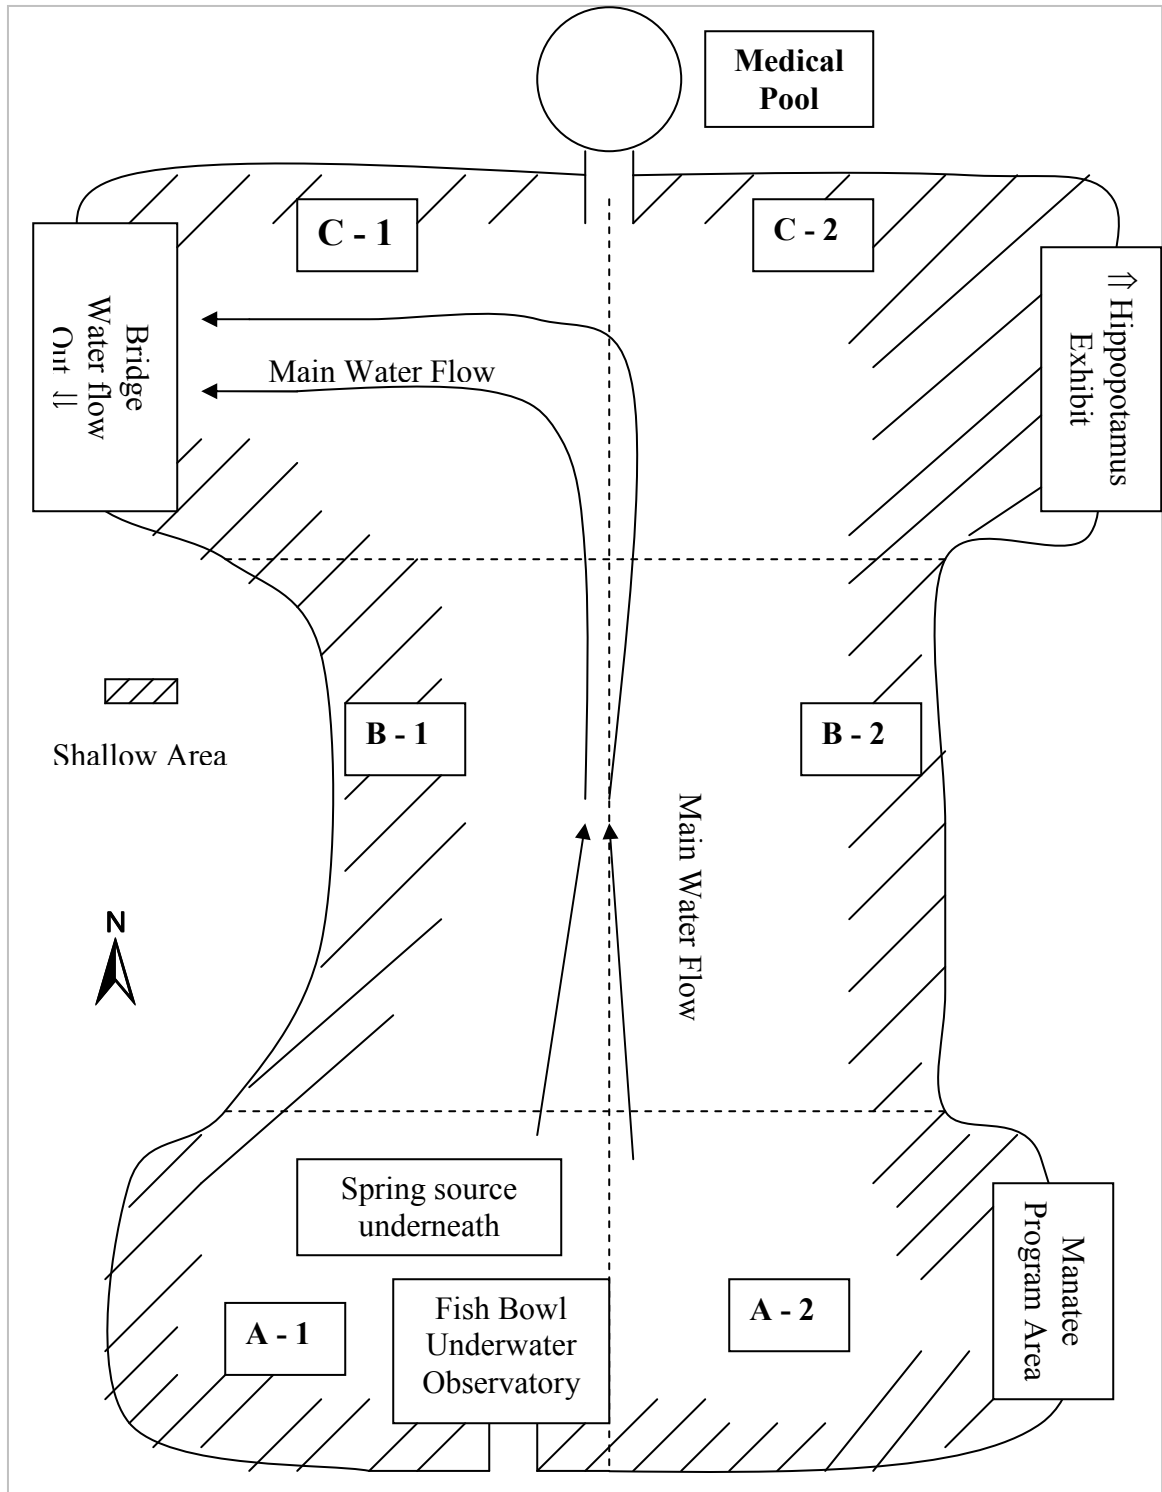 Medical
Pool
C - 1
C - 2
Bridge
Water flow
Out ⇓
⇑ Hippopotamus
Exhibit
Main Water Flow
B - 1
B - 2
Shallow Area
Main Water Flow
N
Spring source
underneath
Manatee
Program Area
Fish Bowl
Underwater
Observatory
A - 1
A - 2